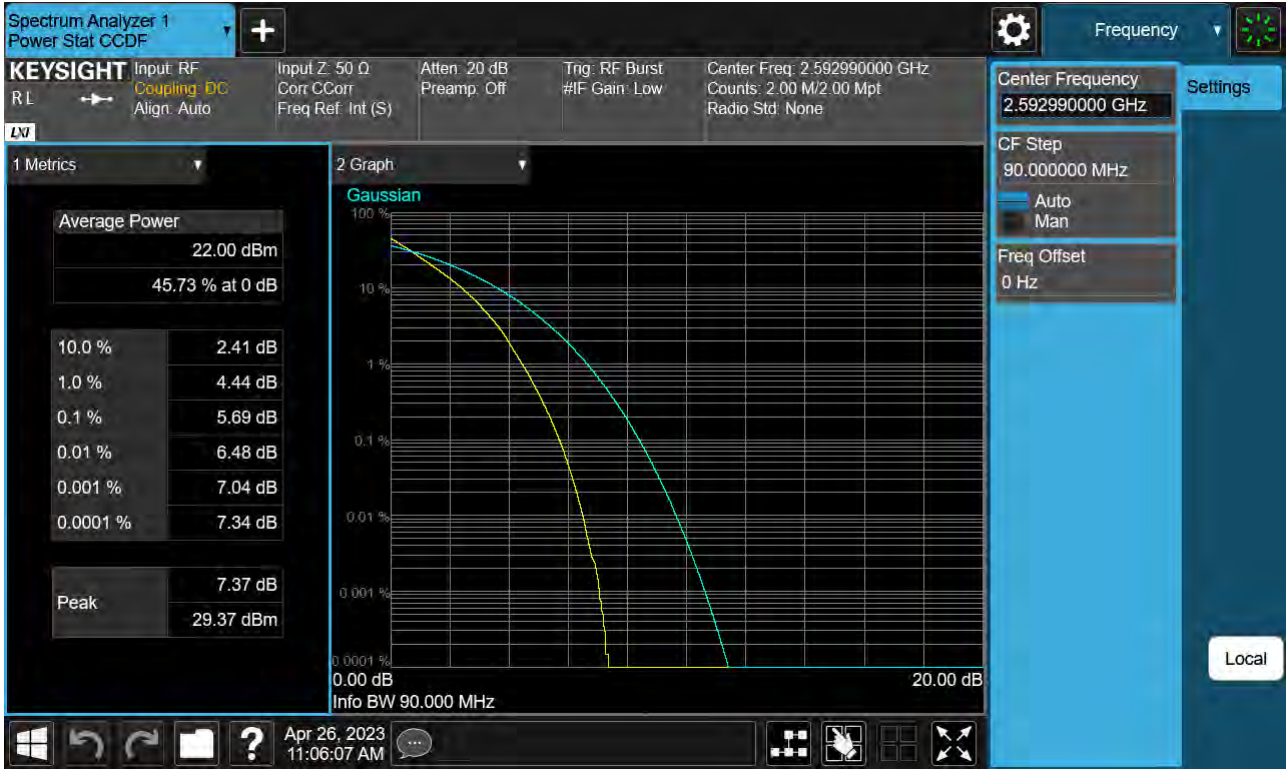 Spectrum Analyzer 1
Power Stat CCDF
Frequency
KEYSIGHT
RL
LXI
Input: RF
Coupling: DC
Align: Auto
Input Z: 50 Ω
Corr CCorr
Freq Ref: Int (S)
Atten: 20 dB
Preamp: Off
Trig: RF Burst
#IF Gain: Low
Center Freq: 2.592990000 GHz
Counts: 2.00 M/2.00 Mpt
Radio Std: None
Center Frequency
2.592990000 GHz
Settings
CF Step
90.000000 MHz
Auto
Man
Freq Offset
0 Hz
Local
1 Metrics
Average Power
22.00 dBm
45.73 % at 0 dB
10.0 % 2.41 dB
1.0 % 4.44 dB
0.1 % 5.69 dB
0.01 % 6.48 dB
0.001 % 7.04 dB
0.0001 % 7.34 dB
Peak
7.37 dB
29.37 dBm
2 Graph
Gaussian
100 %
10 %
1 %
0.1 %
0.01 %
0.001 %
0.0001 %
0.00 dB 20.00 dB
Info BW 90.000 MHz
?
Apr 26, 2023
11:06:07 AM